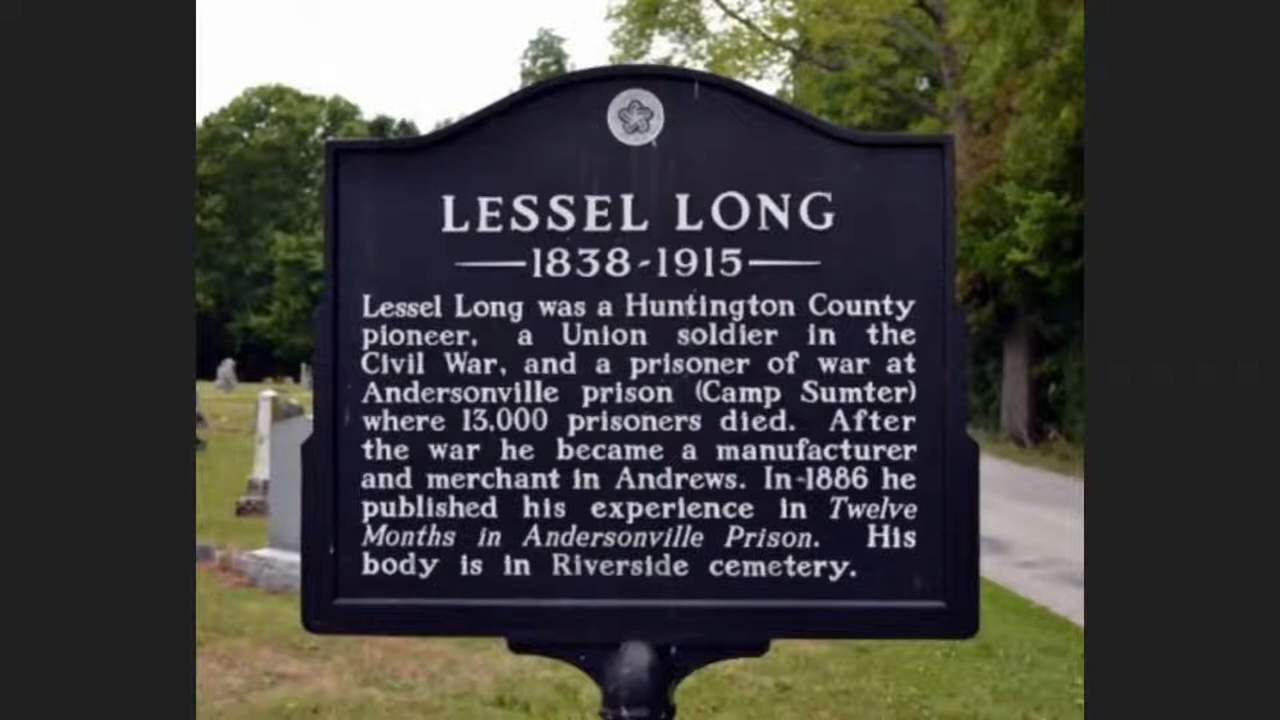 LESSEL LONG
1838-1915
Lessel Long was a Huntington County
pioneer, a Union soldier in the
Civil War, and a prisoner of war at
Andersonville prison (Camp Sumter)
where 13,000 prisoners died. After
the war he became a manufacturer
and merchant in Andrews. In 1886 he
published his experience in Twelve
Months in Andersonville Prison. His
body is in Riverside cemetery.